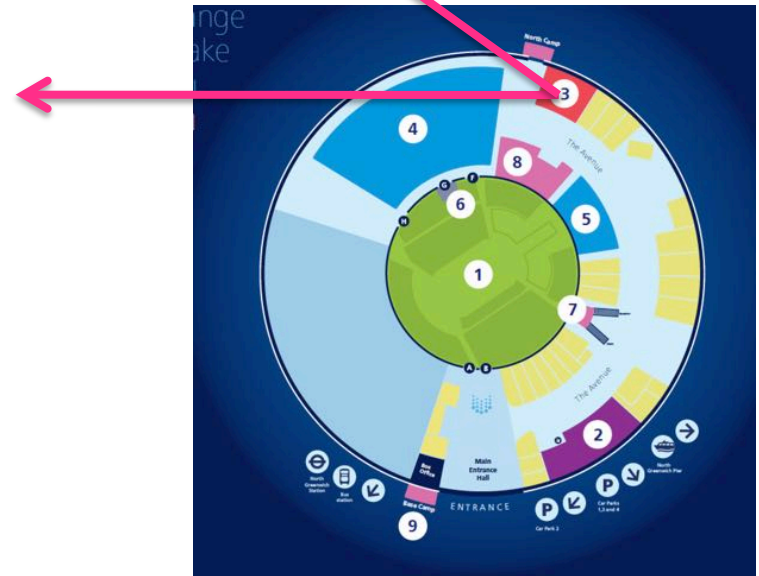 ake
North Camp
3
4
The Avenue
8
G
F
6
H
5
1
7
A
B
The Avenue
2
Box
Office
Main
Entrance
Hall
North
Greenwich
Station
Bus
station
Base Camp
ENTRANCE
9
P
Car Park 2
P
Car Parks
1,3 and 4
North
Greenwich Pier